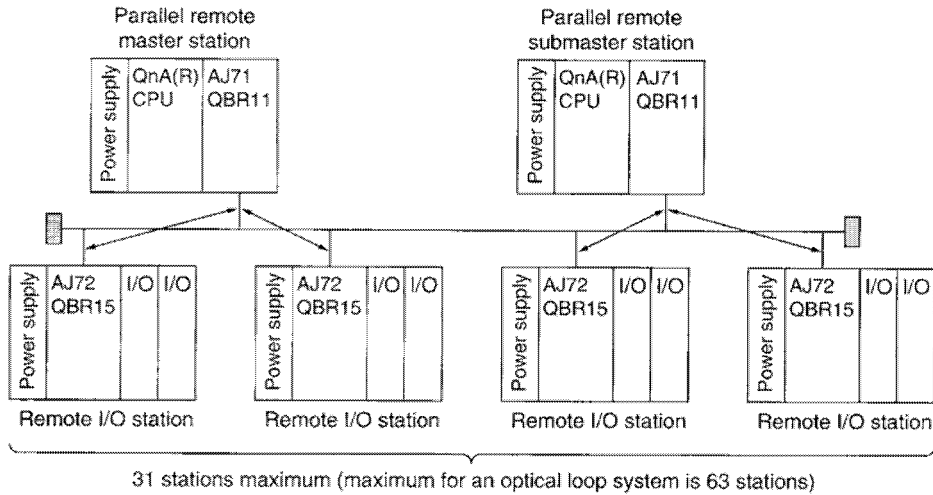 Parallel remote
master station
Parallel remote
submaster station
Power supply
QnA(R)
CPU
AJ71
QBR11
Power supply
QnA(R)
CPU
AJ71
QBR11
Power supply
AJ72
QBR15
I/O
I/O
Power supply
AJ72
QBR15
I/O
I/O
Power supply
AJ72
QBR15
I/O
I/O
Power supply
AJ72
QBR15
I/O
I/O
Remote I/O station
Remote I/O station
Remote I/O station
Remote I/O station
31 stations maximum (maximum for an optical loop system is 63 stations)